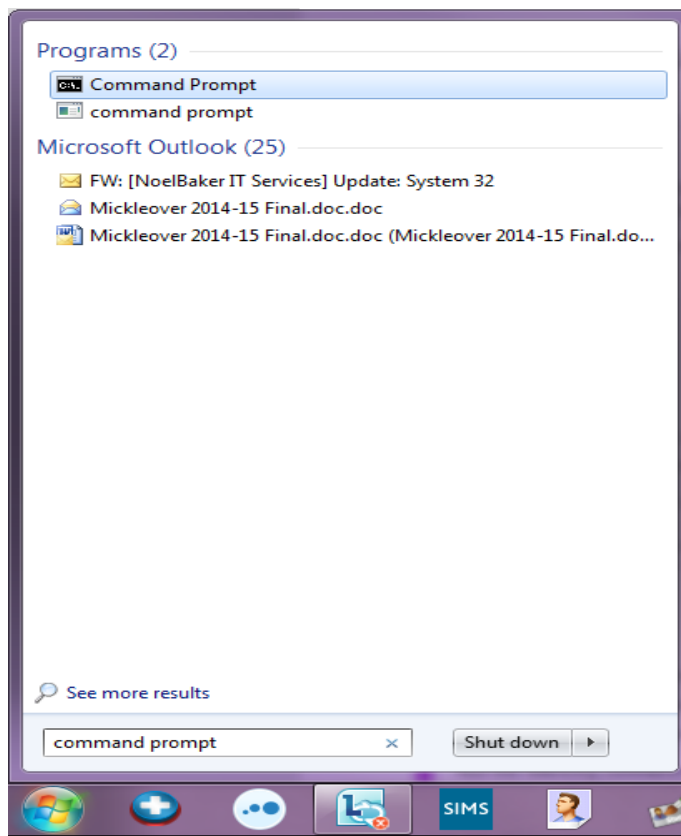 Programs (2)
Command Prompt
command prompt
Microsoft Outlook (25)
FW: [NoelBaker IT Services] Update: System 32
Mickleover 2014-15 Final.doc.doc
Mickleover 2014-15 Final.doc.doc (Mickleover 2014-15 Final.do...
See more results
command prompt
Shut down
SIMS